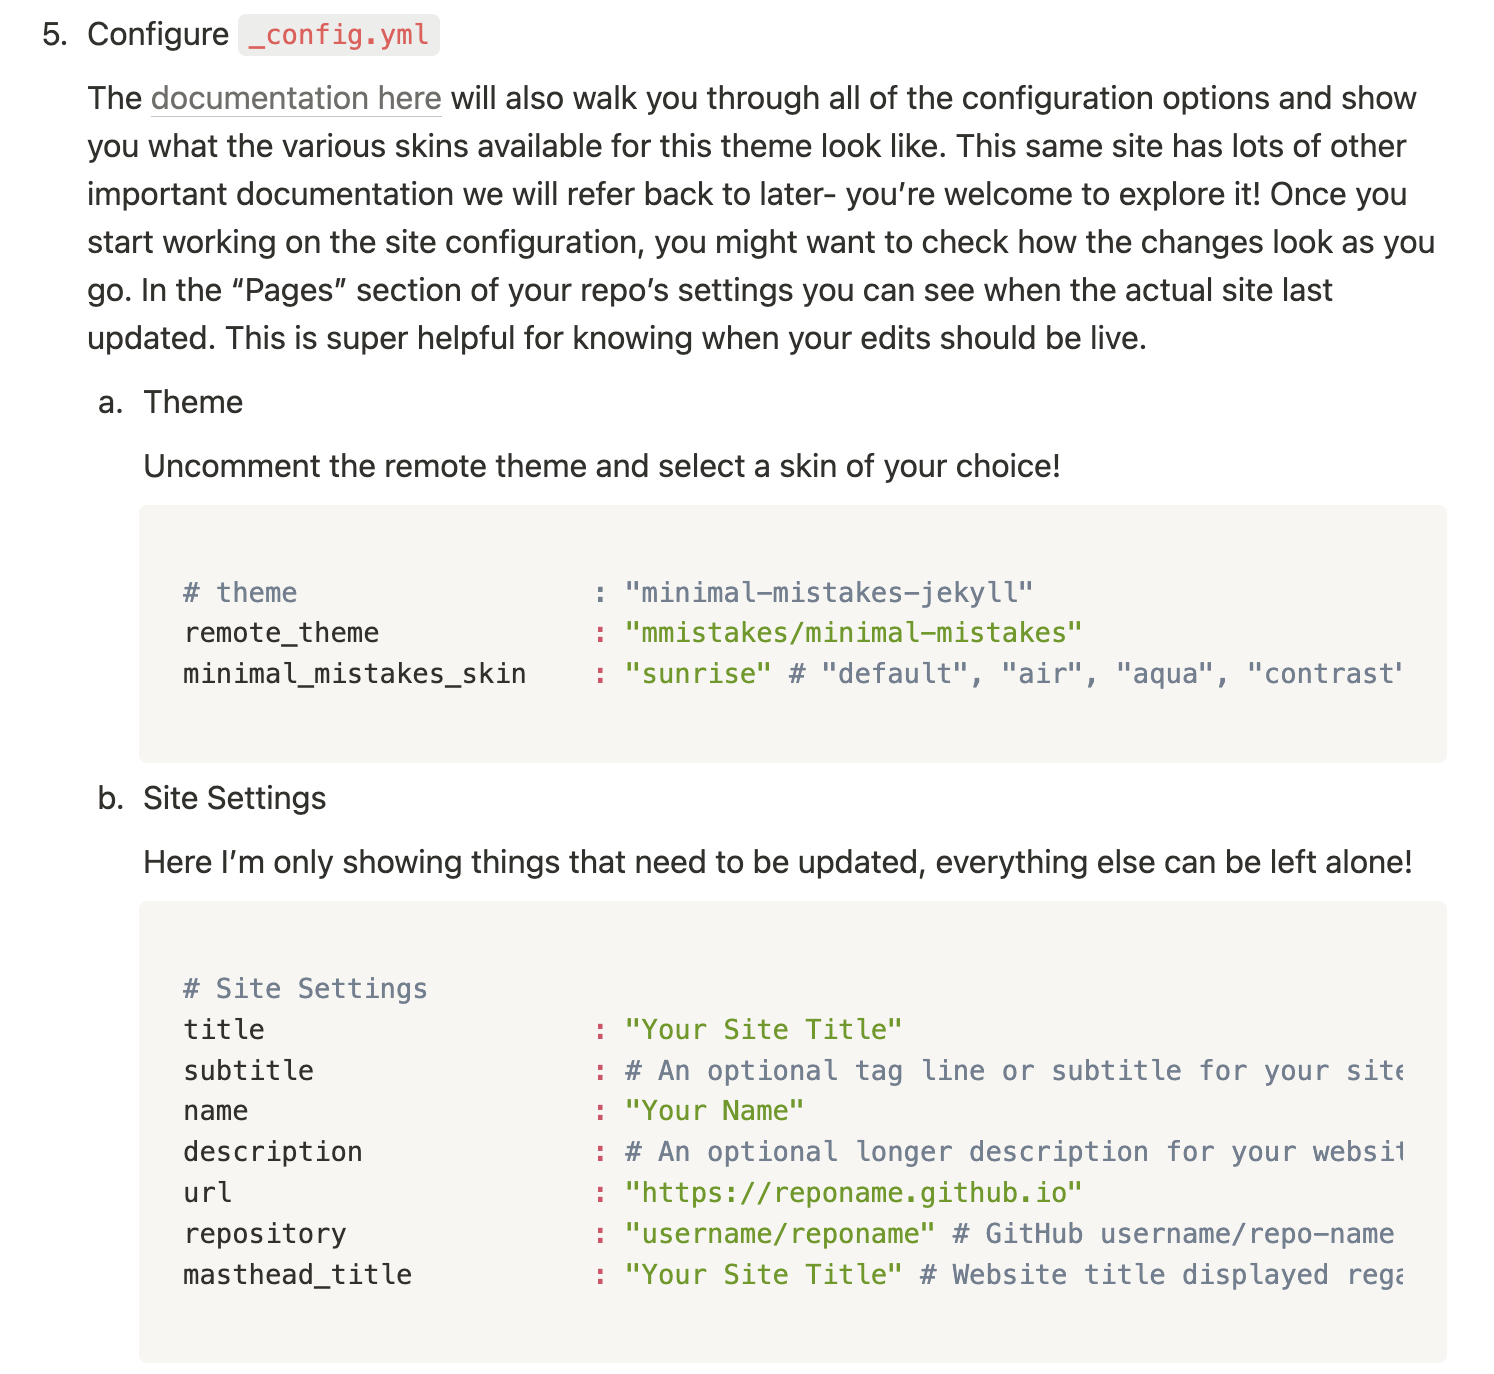 5. Configure _config.yml
The documentation here will also walk you through all of the configuration options and show
you what the various skins available for this theme look like. This same site has lots of other
important documentation we will refer back to later- you’re welcome to explore it! Once you
start working on the site configuration, you might want to check how the changes look as you
go. In the “Pages” section of your repo’s settings you can see when the actual site last
updated. This is super helpful for knowing when your edits should be live.
a. Theme
Uncomment the remote theme and select a skin of your choice!
# theme : "minimal-mistakes-jekyll"
remote_theme : "mmistakes/minimal-mistakes"
minimal_mistakes_skin : "sunrise" # "default", "air", "aqua", "contrast"
b. Site Settings
Here I’m only showing things that need to be updated, everything else can be left alone!
# Site Settings
title : "Your Site Title"
subtitle : # An optional tag line or subtitle for your site
name : "Your Name"
description : # An optional longer description for your websit
url : "https://reponame.github.io"
repository : "username/reponame" # GitHub username/repo-name
masthead_title : "Your Site Title" # Website title displayed rega